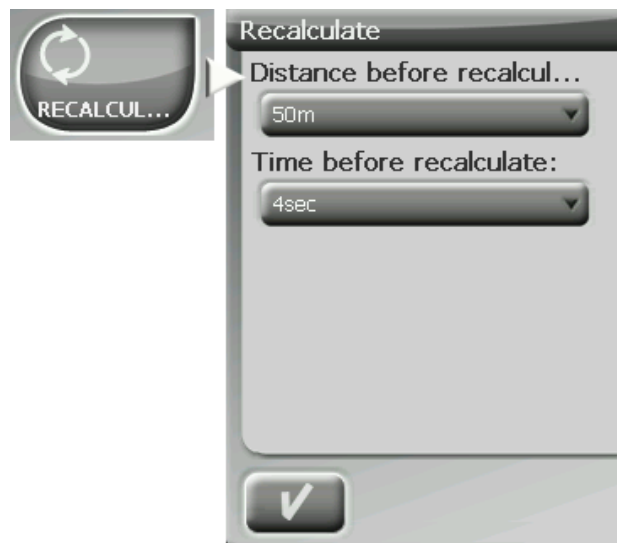 RECALCUL...
Recalculate
Distance before recalcul...
50m
Time before recalculate:
4sec